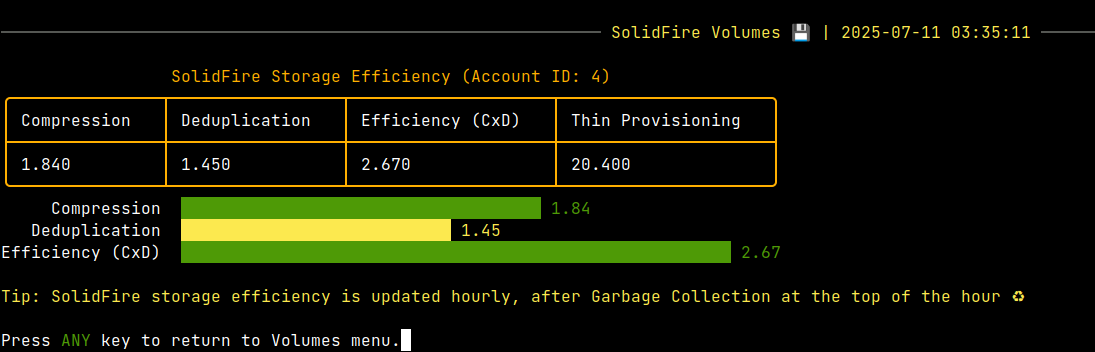 SolidFire Volumes 💾 | 2025-07-11 03:35:11
SolidFire Storage Efficiency (Account ID: 4)
Compression Deduplication Efficiency (CxD) Thin Provisioning
1.840 1.450 2.670 20.400
Compression 1.84
Deduplication 1.45
Efficiency (CxD) 2.67
Tip: SolidFire storage efficiency is updated hourly, after Garbage Collection at the top of the hour ♻
Press ANY key to return to Volumes menu.